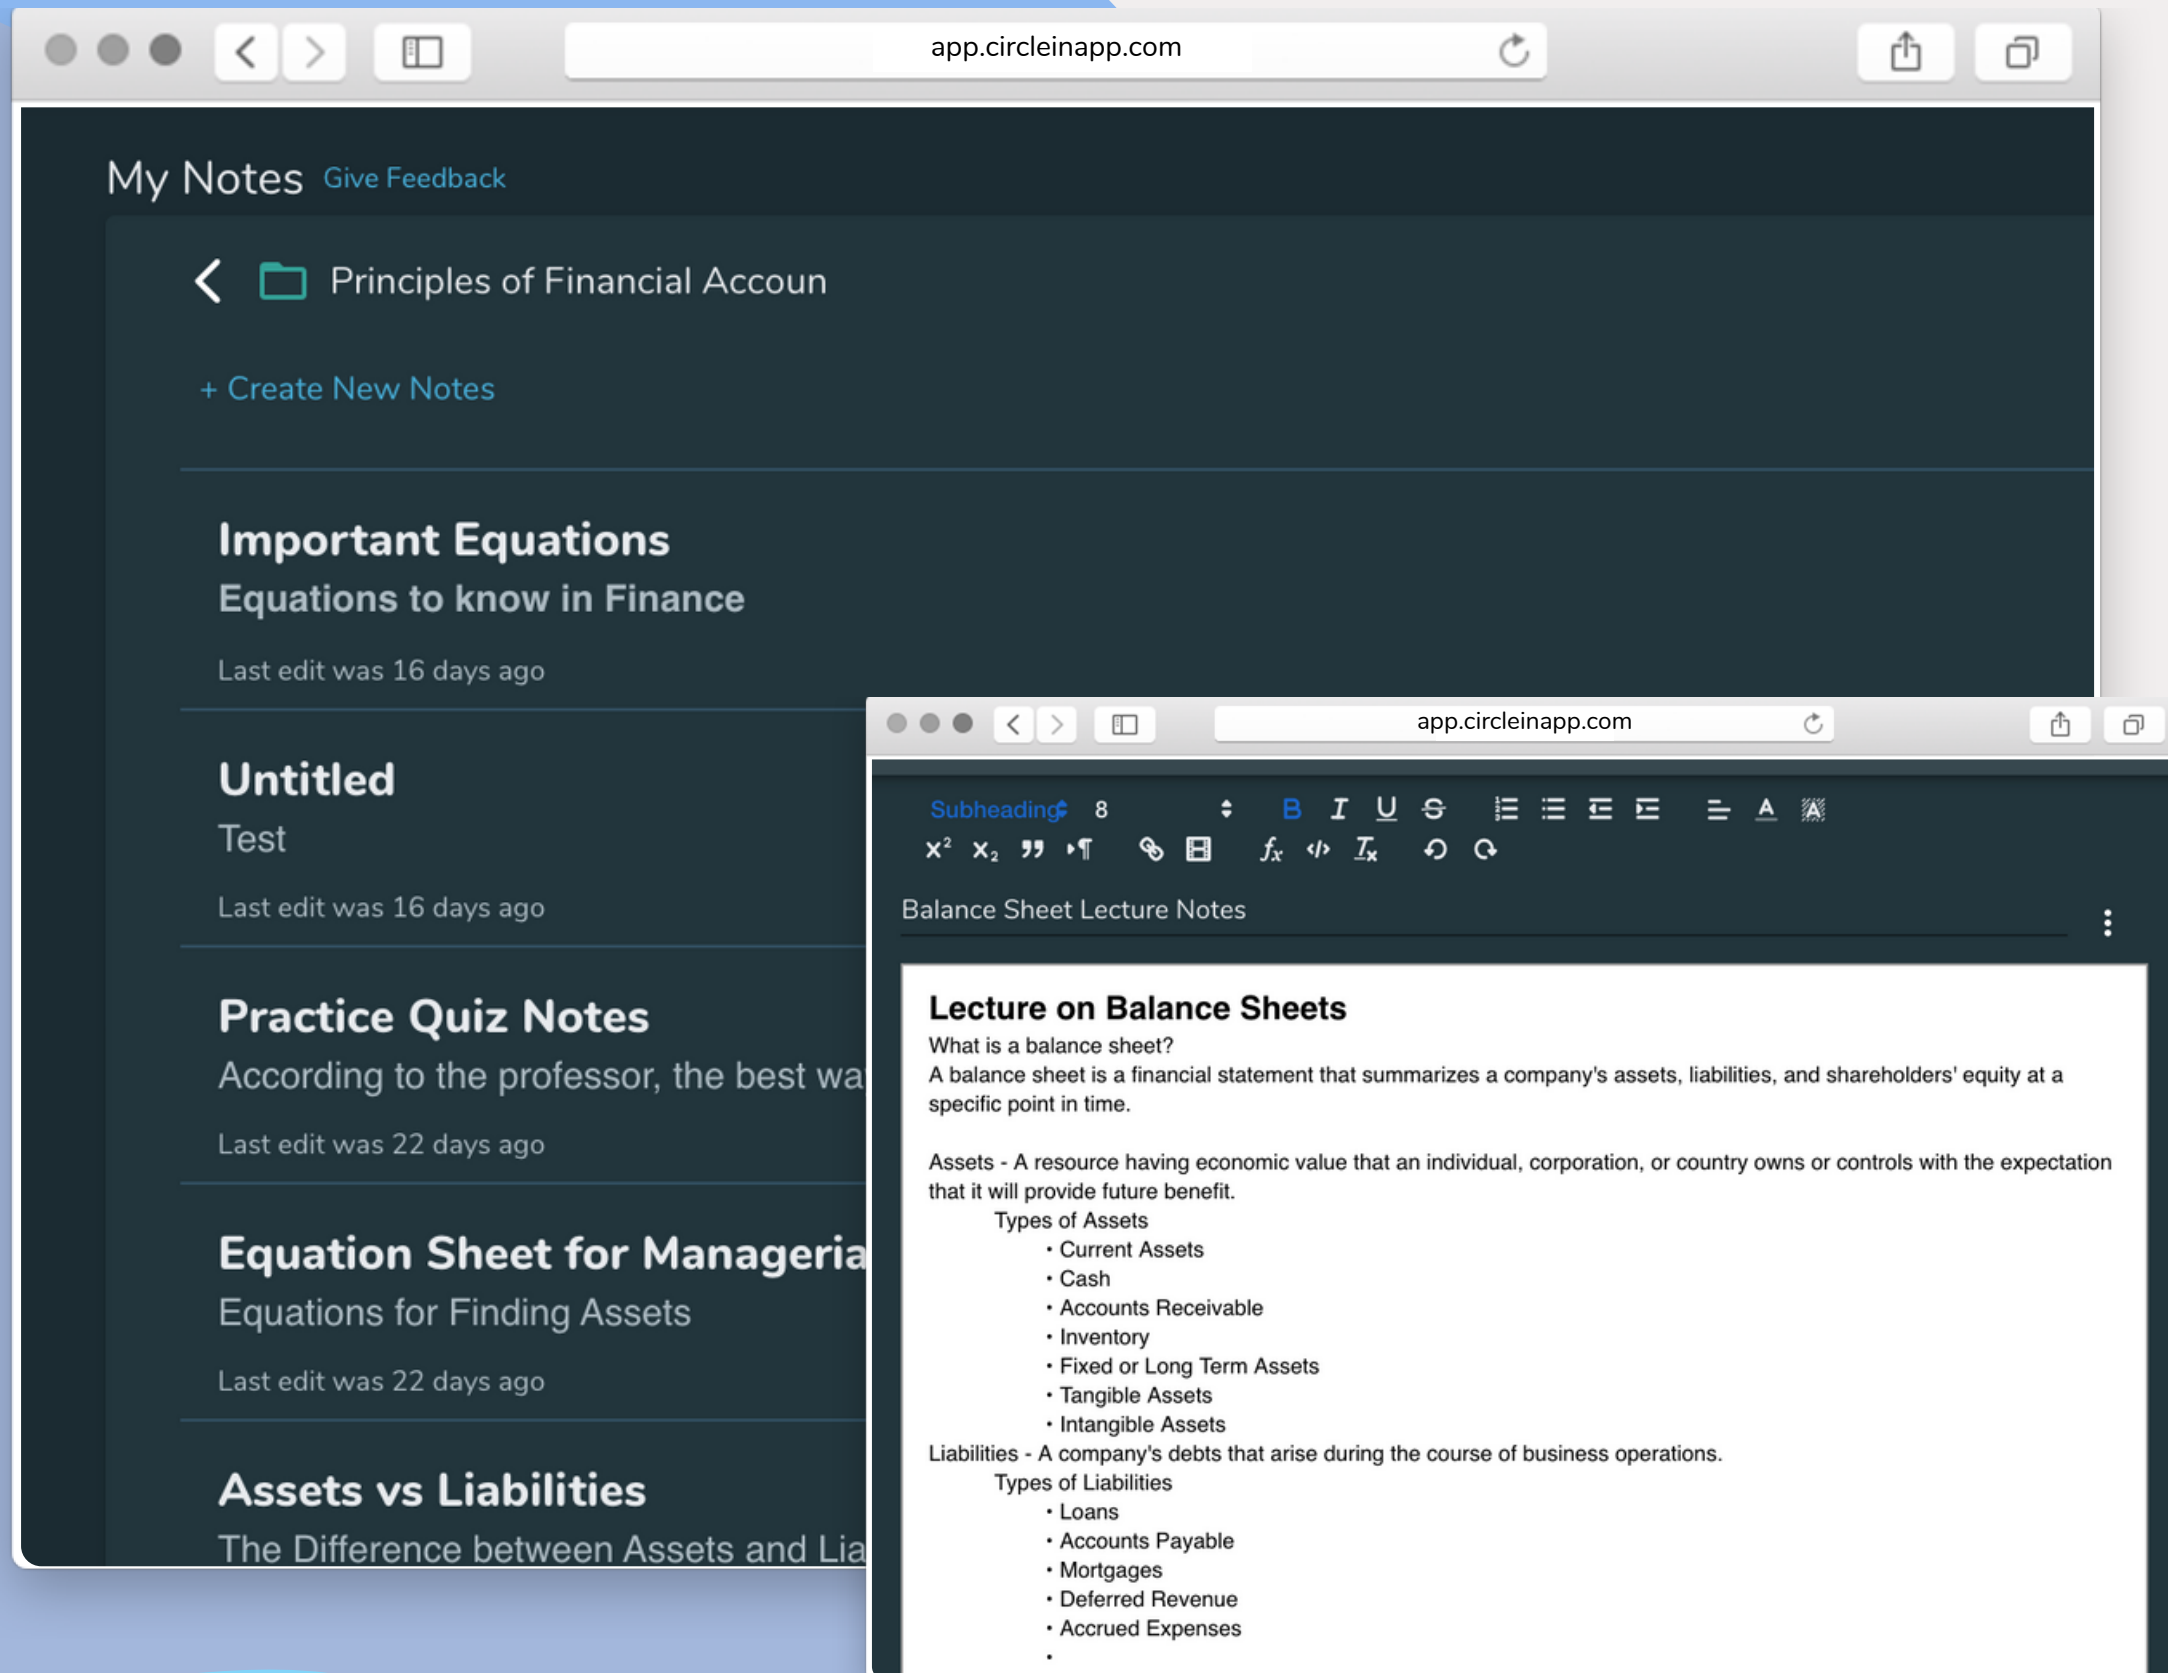 app.circleinapp.com
My Notes Give Feedback
Principles of Financial Accoun
+ Create New Notes
Important Equations
Equations to know in Finance
Last edit was 16 days ago
Untitled
Test
Last edit was 16 days ago
Practice Quiz Notes
According to the professor, the best
Last edit was 22 days ago
Equation Sheet for
Equations for Finding Assets
Last edit was 22 days ago
Assets vs Liabilities
The Difference between Assets and
app.circleinapp.com
Subheading 8 B I U S A A
x² x₂ " ¶ fx </> Tx
Balance Sheet Lecture Notes
Lecture on Balance Sheets
What is a balance sheet?
A balance sheet is a financial statement that summarizes a company's assets, liabilities, and shareholders' equity at a
specific point in time.
Assets - A resource having economic value that an individual, corporation, or country owns or controls with the expectation
that it will provide future benefit.
Types of Assets
• Current Assets
• Cash
• Accounts Receivable
• Inventory
• Fixed or Long Term Assets
• Tangible Assets
• Intangible Assets
Liabilities - A company's debts that arise during the course of business operations.
Types of Liabilities
• Loans
• Accounts Payable
• Mortgages
• Deferred Revenue
• Accrued Expenses
•